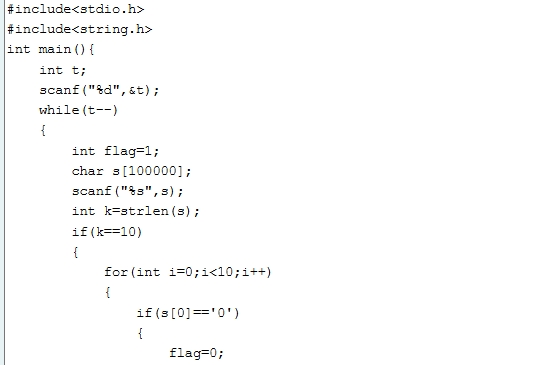 #include<stdio.h>
#include<string.h>
int main(){
    int t;
    scanf("%d",&t);
    while(t--)
    {
        int flag=1;
        char s[100000];
        scanf("%s",s);
        int k=strlen(s);
        if(k==10)
        {
            for(int i=0;i<10;i++)
            {
                if(s[0]=='0')
                {
                    flag=0;